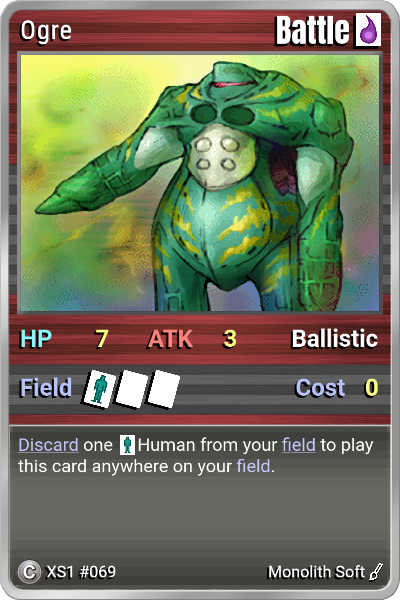 Ogre Battle
HP 7 ATK 3 Ballistic
Field Cost 0
Discard one Human from your field to play
this card anywhere on your field.
C XS1 #069 Monolith Soft